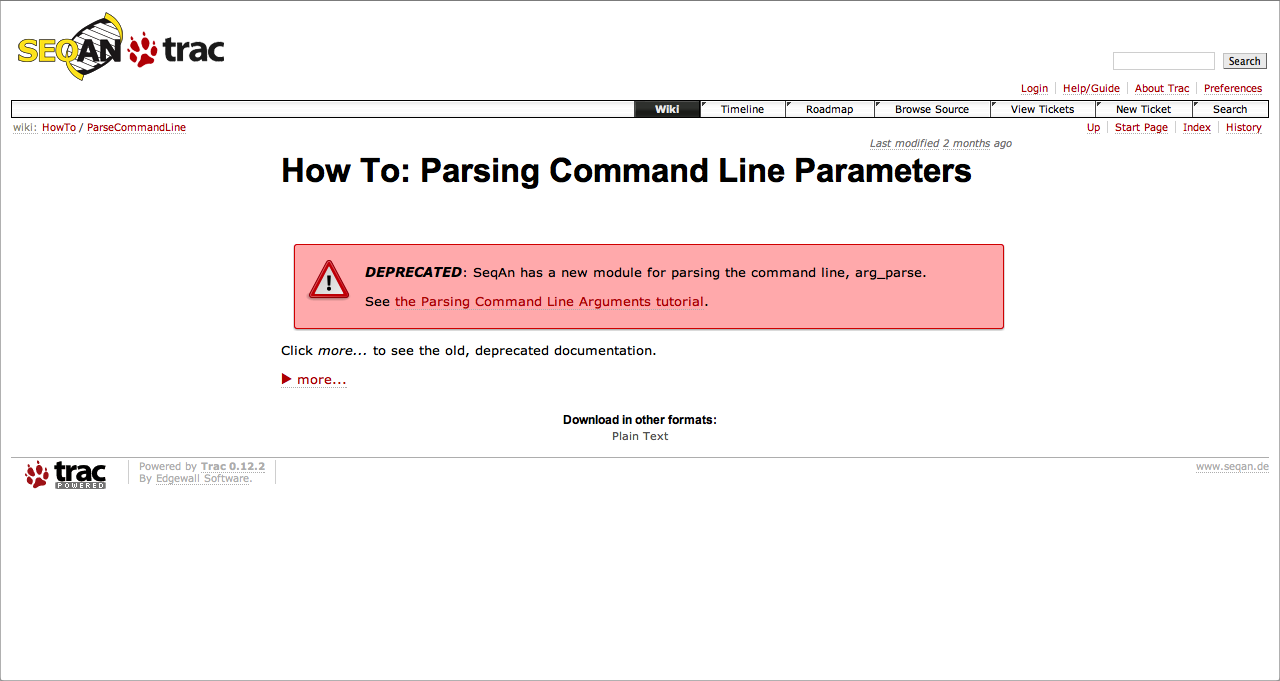 SEQAN trac
Search
Login Help/Guide About Trac Preferences
Wiki Timeline Roadmap Browse Source View Tickets New Ticket Search
wiki: HowTo / ParseCommandLine Up Start Page Index History
Last modified 2 months ago
How To: Parsing Command Line Parameters
DEPRECATED: SeqAn has a new module for parsing the command line, arg_parse.
See the Parsing Command Line Arguments tutorial.
Click more... to see the old, deprecated documentation.
more...
Download in other formats:
Plain Text
trac POWERED Powered by Trac 0.12.2 www.seqan.de
By Edgewall Software.